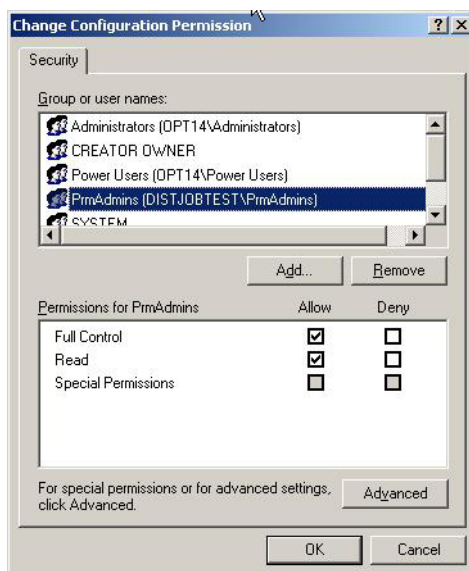 Change Configuration Permission
Security
Group or user names:
Administrators (OPT14\Administrators)
CREATOR OWNER
Power Users (OPT14\Power Users)
PrmAdmins (DISTJOBTEST\PrmAdmins)
SYSTEM
Add... Remove
Permissions for PrmAdmins Allow Deny
Full Control
Read
Special Permissions
For special permissions or for advanced settings,
click Advanced.
Advanced
OK Cancel